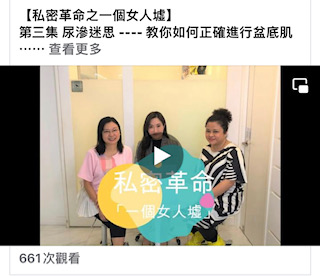 【私密革命之一個女人墟】
第三集 尿滲迷思 ---- 教你如何正確進行盆底肌
⋯⋯ 查看更多
私密革命
「一個女人墟」
661次觀看